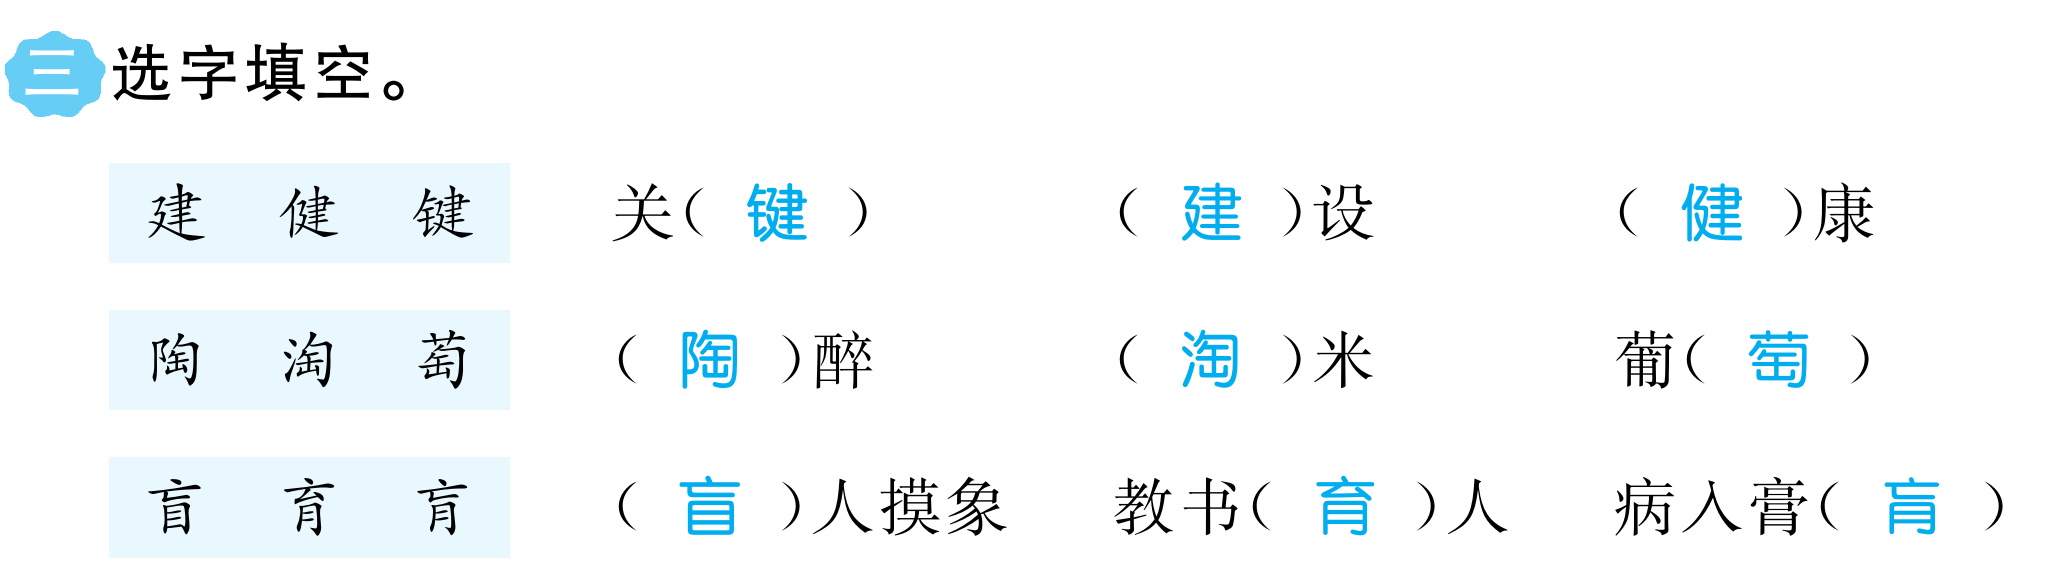 三 选字填空。
建 健 键 关( 键 ) ( 建 )设 ( 健 )康
陶 淘 萄 ( 陶 )醉 ( 淘 )米 葡( 萄 )
盲 育 肓 ( 盲 )人摸象 教书( 育 )人 病入膏( 肓 )